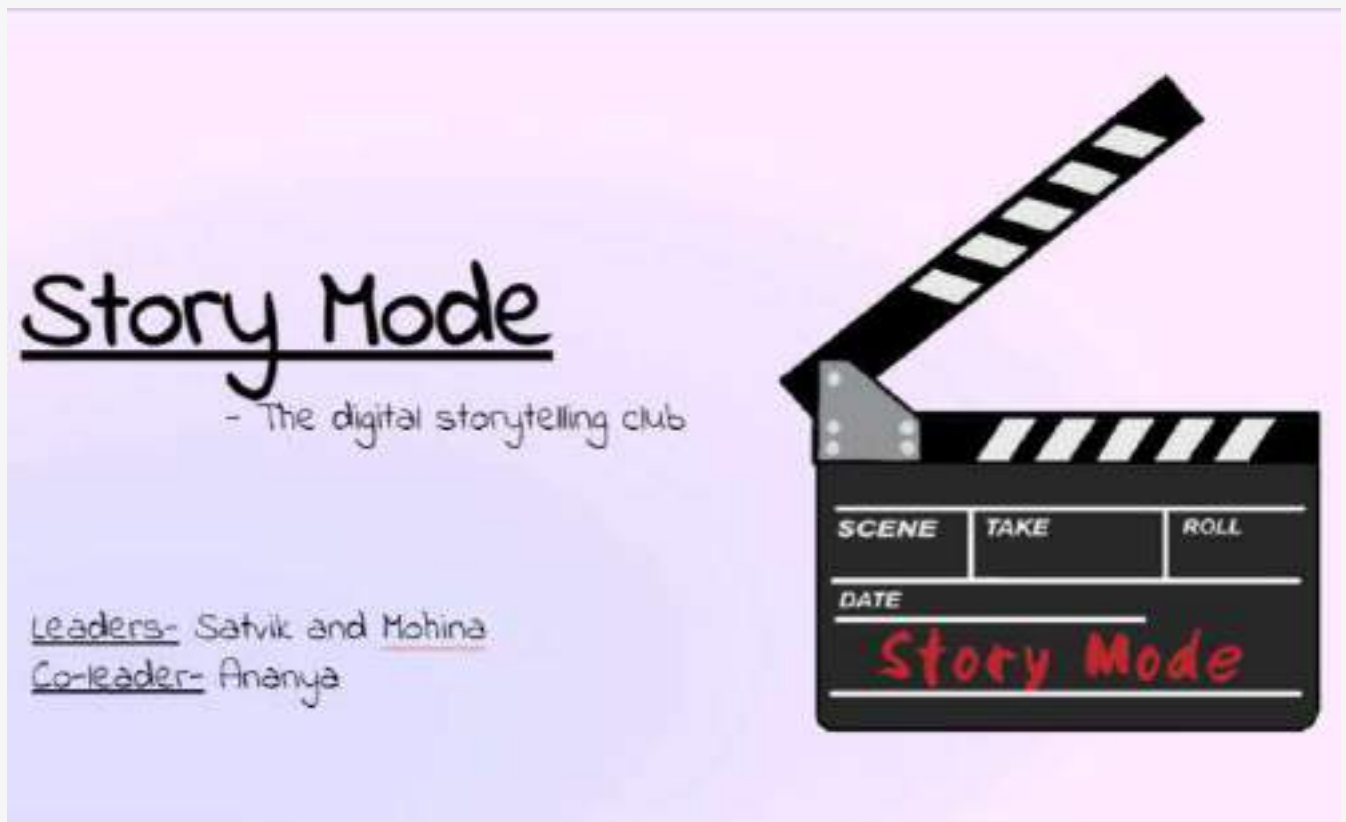 Story Mode
- The digital storytelling club
Leaders- Satvik and Mohina
Co-leader- Ananya
SCENE TAKE ROLL
DATE
Story Mode